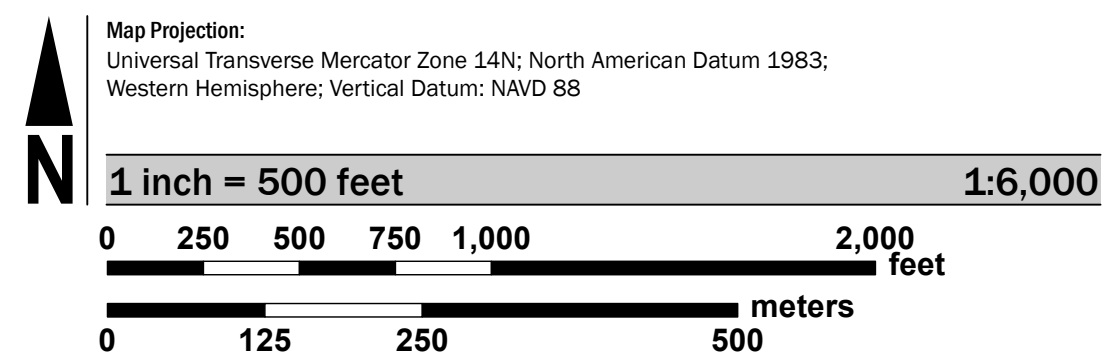 Map Projection:
Universal Transverse Mercator Zone 14N; North American Datum 1983;
Western Hemisphere; Vertical Datum: NAVD 88
N
1 inch = 500 feet 1:6,000
0 250 500 750 1,000 2,000
feet
meters
0 125 250 500